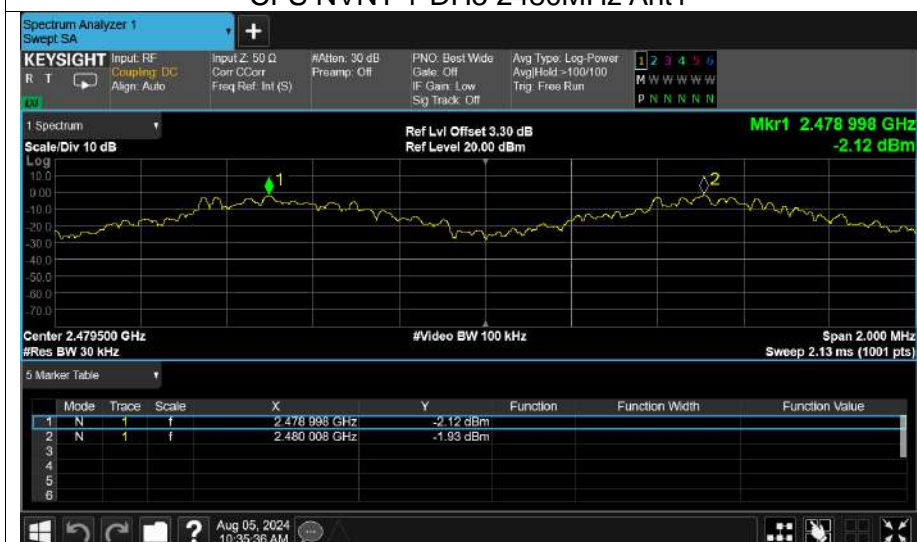 CFS NVNT 1-DH5 2480MHz Ant1
Spectrum Analyzer 1
Swept SA
+
KEYSIGHT
R T
LXI
Input: RF
Coupling: DC
Align: Auto
Input Z: 50 Ω
Corr CCorr
Freq Ref: Int (S)
#Atten: 30 dB
Preamp: Off
PNO: Best Wide
Gate: Off
IF Gain: Low
Sig Track: Off
Avg Type: Log-Power
Avg|Hold >100/100
Trig: Free Run
1 2 3 4 5 6
M W W W W W
P N N N N N
1 Spectrum
Scale/Div 10 dB
Ref Lvl Offset 3.30 dB
Ref Level 20.00 dBm
Mkr1 2.478 998 GHz
-2.12 dBm
Log
10.0
0.00
-10.0
-20.0
-30.0
-40.0
-50.0
-60.0
-70.0
1
2
Center 2.479500 GHz
#Video BW 100 kHz
Span 2.000 MHz
#Res BW 30 kHz
Sweep 2.13 ms (1001 pts)
5 Marker Table
Mode Trace Scale X Y Function Function Width Function Value
1 N 1 f 2.478 998 GHz -2.12 dBm
2 N 1 f 2.480 008 GHz -1.93 dBm
3
4
5
6
?
Aug 05, 2024
10:35:36 AM